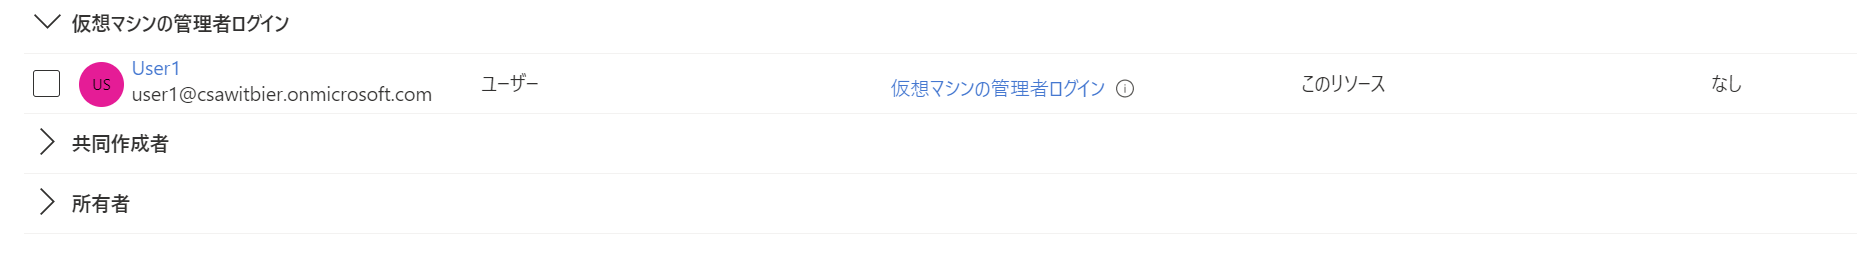 仮想マシンの管理者ログイン
US
User1
user1@csawitbier.onmicrosoft.com
ユーザー
仮想マシンの管理者ログイン
このリソース
なし
共同作成者
所有者